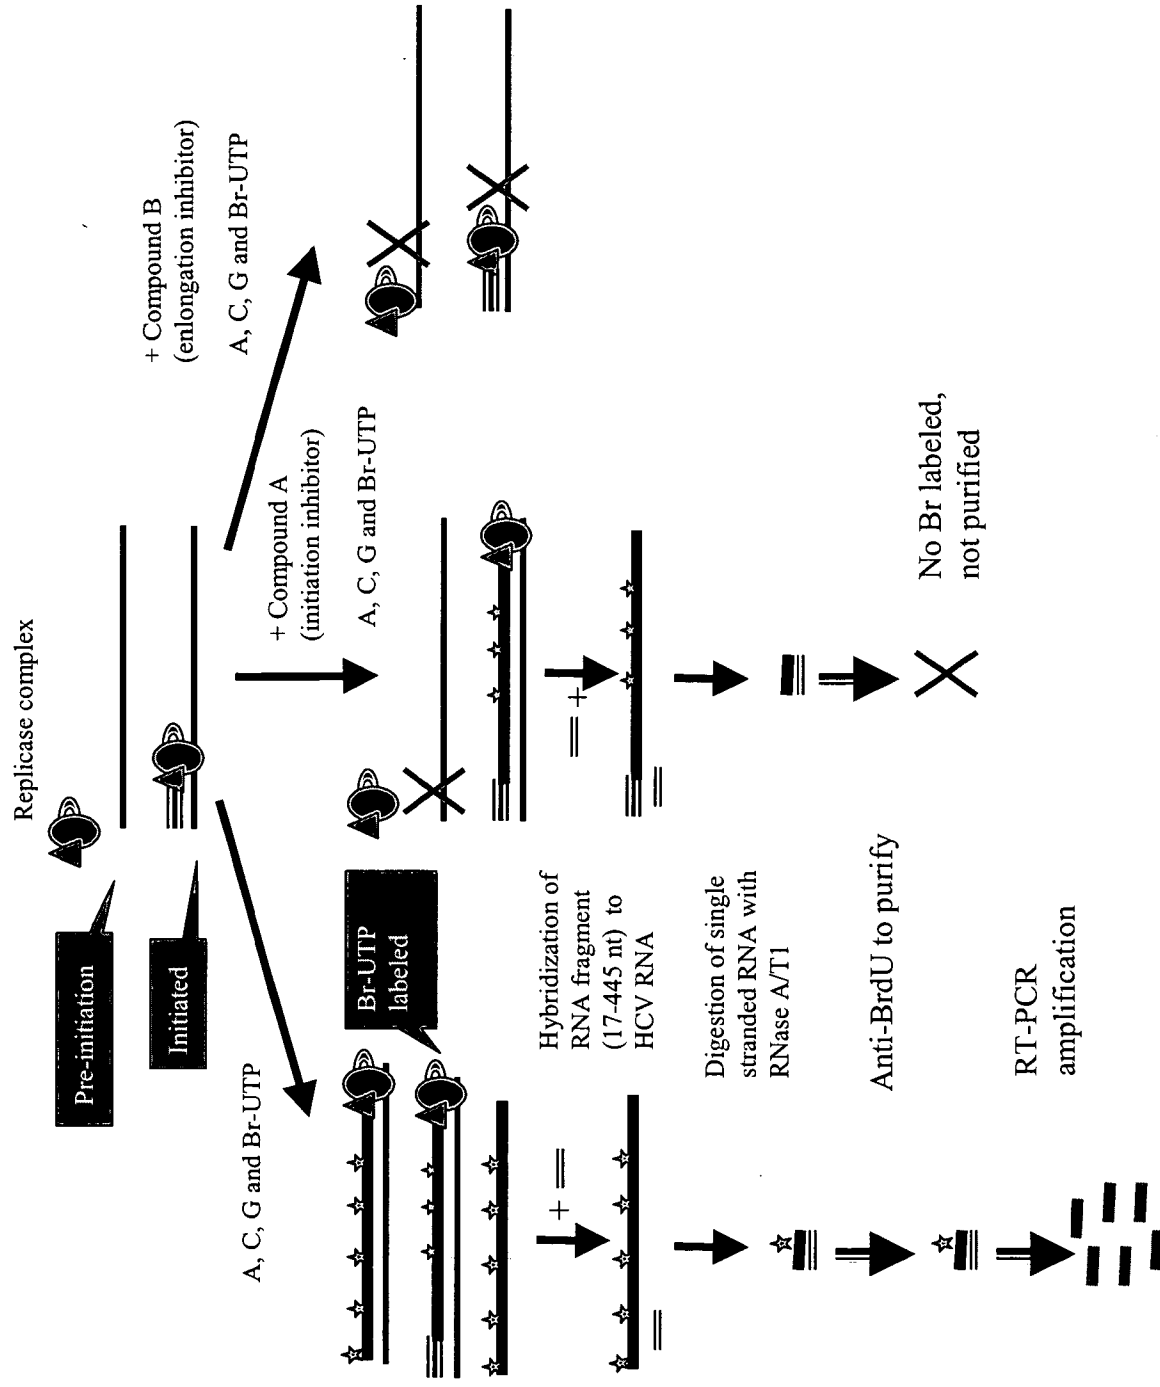 Replicase complex
Pre-initiation
Initiated
A, C, G and Br-UTP
+ Compound A
(initiation inhibitor)
A, C, G and Br-UTP
+ Compound B
(enlongation inhibitor)
A, C, G and Br-UTP
Br-UTP
labeled
+
+
Hybridization of
RNA fragment
(17-445 nt) to
HCV RNA
Digestion of single
stranded RNA with
RNase A/T1
Anti-BrdU to purify
No Br labeled,
not purified
RT-PCR
amplification